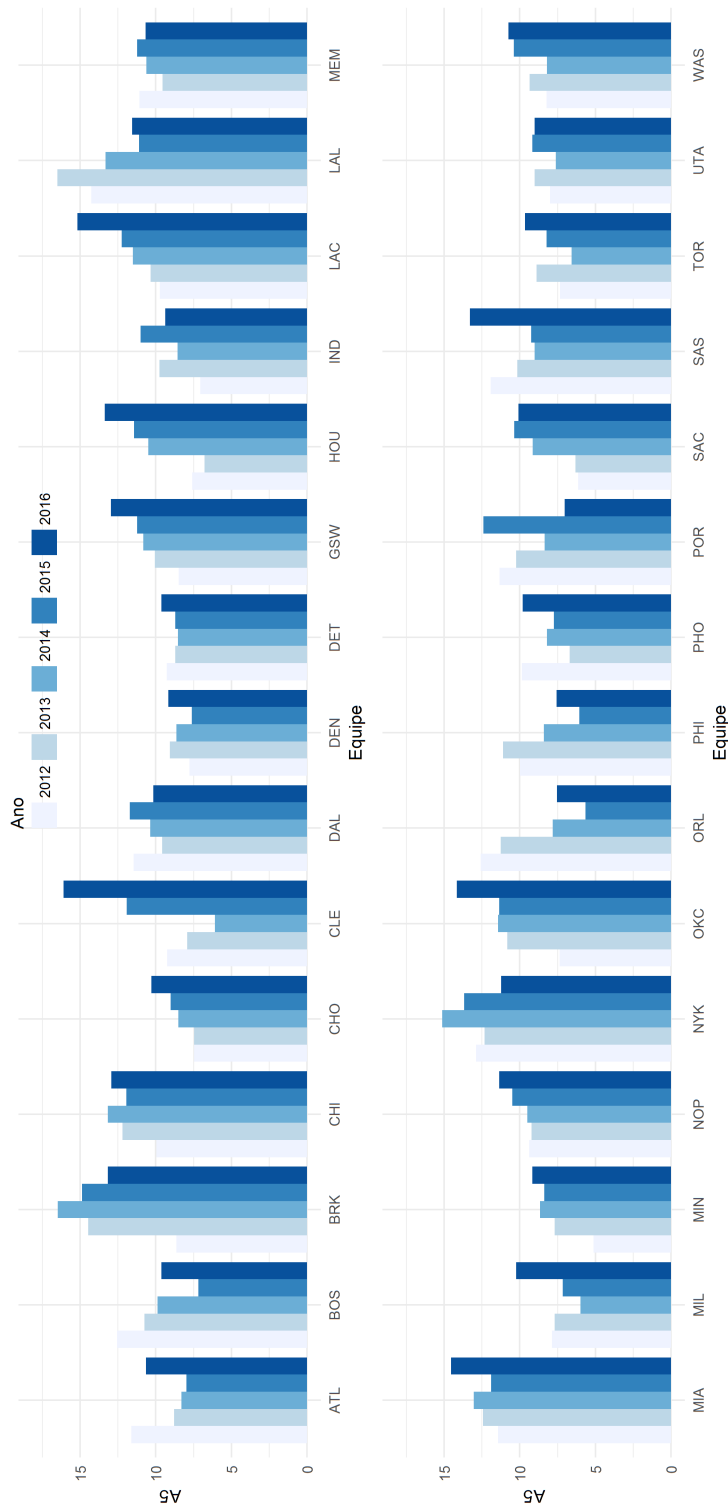 Ano
2012 2013 2014 2015 2016
A5
15
10
5
0
ATL BOS BRK CHI CHO CLE DAL DEN DET GSW HOU IND LAC LAL MEM
Equipe
A5
15
10
5
0
MIA MIL MIN NOP NYK OKC ORL PHI PHO POR SAC SAS TOR UTA WAS
Equipe